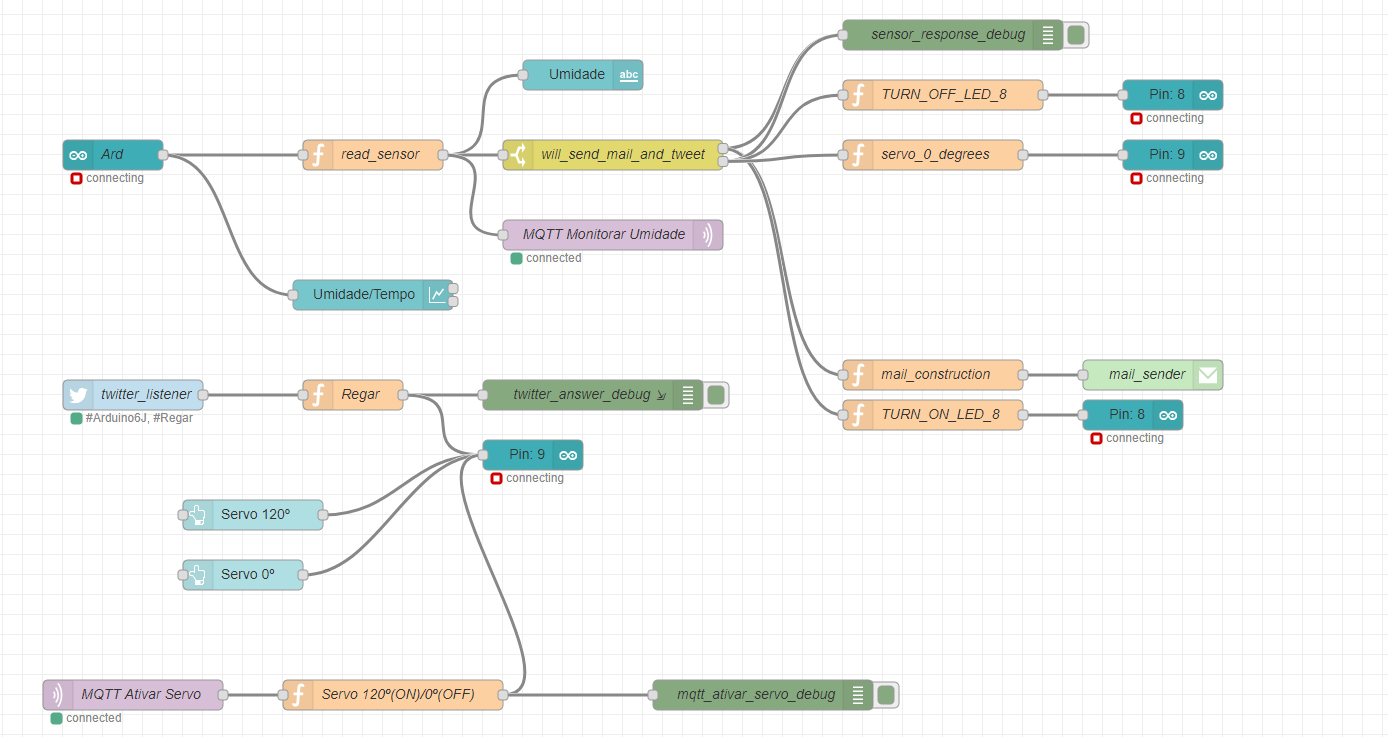 sensor_response_debug
Umidade
abc
TURN_OFF_LED_8
Pin: 8
connecting
Ard
connecting
read_sensor
will_send_mail_and_tweet
servo_0_degrees
Pin: 9
connecting
MQTT Monitorar Umidade
connected
Umidade/Tempo
mail_construction
mail_sender
twitter_listener
#Arduino6J, #Regar
Regar
twitter_answer_debug
TURN_ON_LED_8
Pin: 8
connecting
Pin: 9
connecting
Servo 120º
Servo 0º
MQTT Ativar Servo
connected
Servo 120º(ON)/0º(OFF)
mqtt_ativar_servo_debug